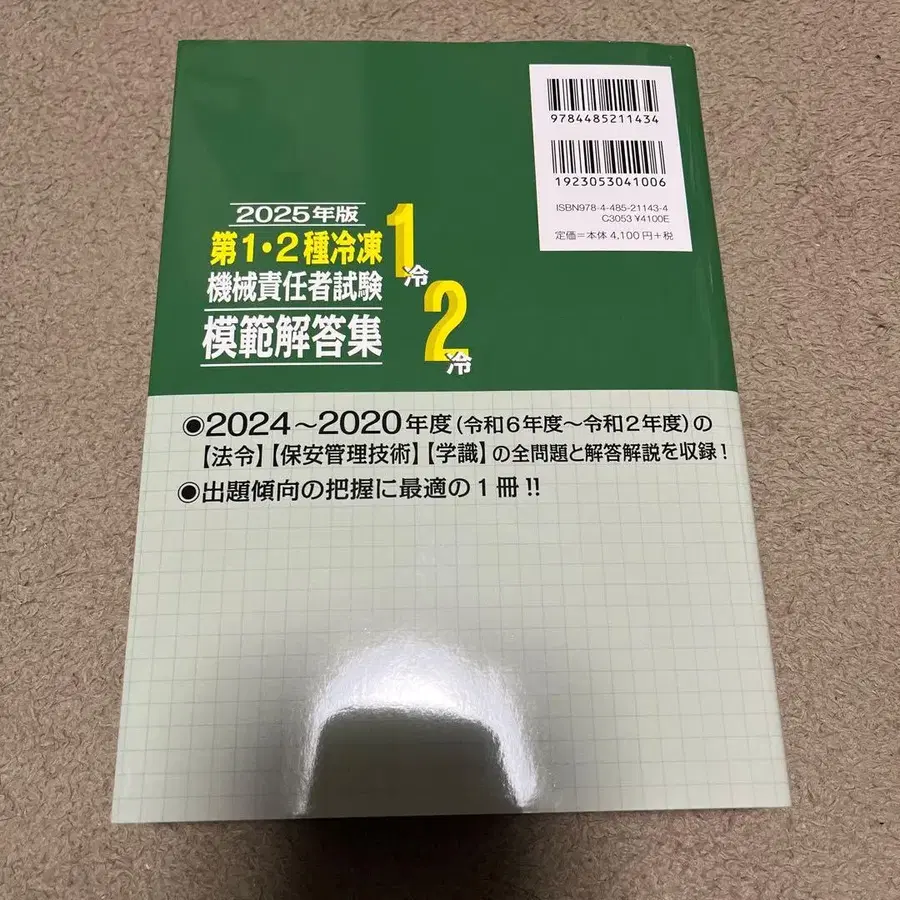 9784485211434
1923053041006
ISBN978-4-485-21143-4
C3053 ¥4100E
定価=本体4,100円+税
2025年版
第1・2種冷凍
機械責任者試験
模範解答集
1冷
2冷
◉2024～2020年度(令和6年度～令和2年度)の
【法令】【保安管理技術】【学識】の全問題と解答解説を収録!
◉出題傾向の把握に最適の1冊!!